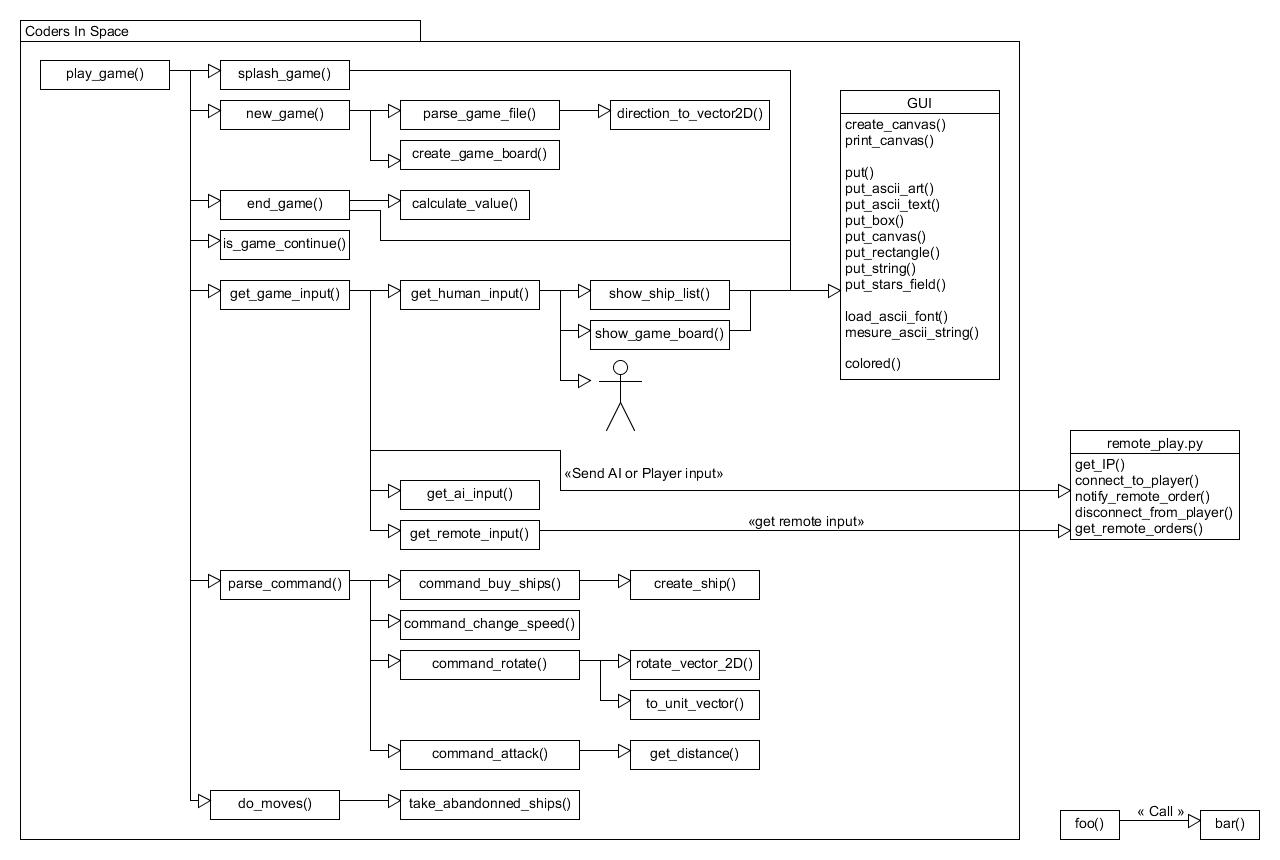 Coders In Space
play_game()
splash_game()
new_game()
parse_game_file()
direction_to_vector2D()
create_game_board()
end_game()
calculate_value()
is_game_continue()
get_game_input()
get_human_input()
show_ship_list()
show_game_board()
GUI
create_canvas()
print_canvas()
put()
put_ascii_art()
put_ascii_text()
put_box()
put_canvas()
put_rectangle()
put_string()
put_stars_field()
load_ascii_font()
mesure_ascii_string()
colored()
«Send AI or Player input»
get_ai_input()
get_remote_input()
«get remote input»
remote_play.py
get_IP()
connect_to_player()
notify_remote_order()
disconnect_from_player()
get_remote_orders()
parse_command()
command_buy_ships()
create_ship()
command_change_speed()
command_rotate()
rotate_vector_2D()
to_unit_vector()
command_attack()
get_distance()
do_moves()
take_abandonned_ships()
foo()
« Call »
bar()